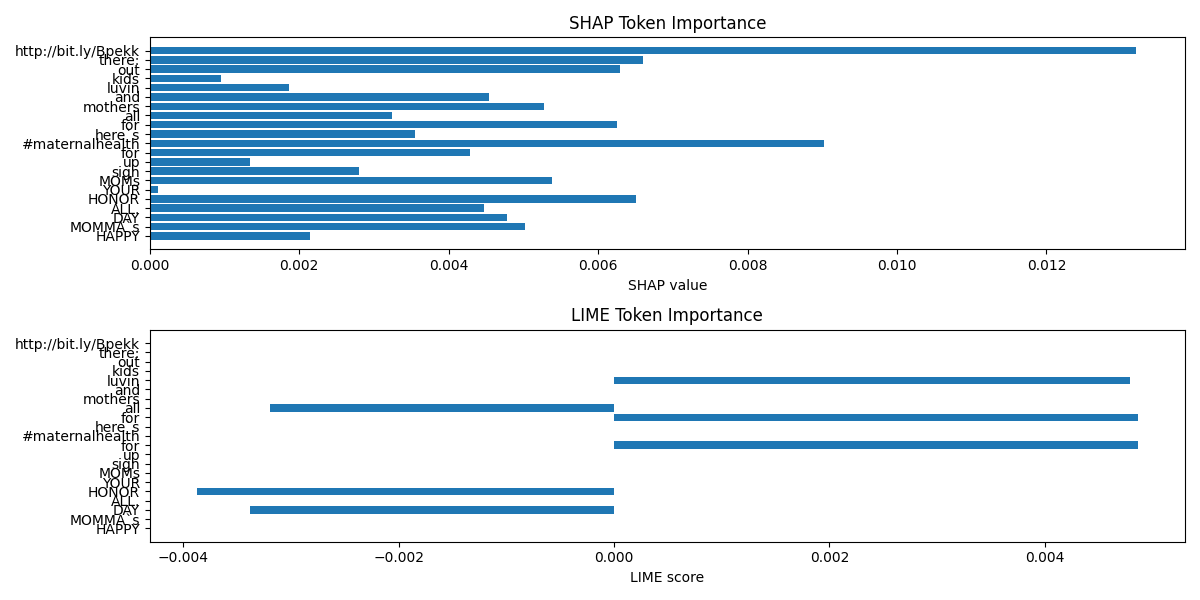 SHAP Token Importance
http://bit.ly/Bpekk
there;
out
kids
luvin
and
mothers
all
for
here_s
#maternalhealth
for
up
sign
MOMs
YOUR
HONOR
ALL,
DAY
MOMMA_s
HAPPY
0.000 0.002 0.004 0.006 0.008 0.010 0.012
SHAP value
LIME Token Importance
http://bit.ly/Bpekk
there;
out
kids
luvin
and
mothers
all
for
here_s
#maternalhealth
for
up
sign
MOMs
YOUR
HONOR
ALL,
DAY
MOMMA_s
HAPPY
−0.004 −0.002 0.000 0.002 0.004
LIME score